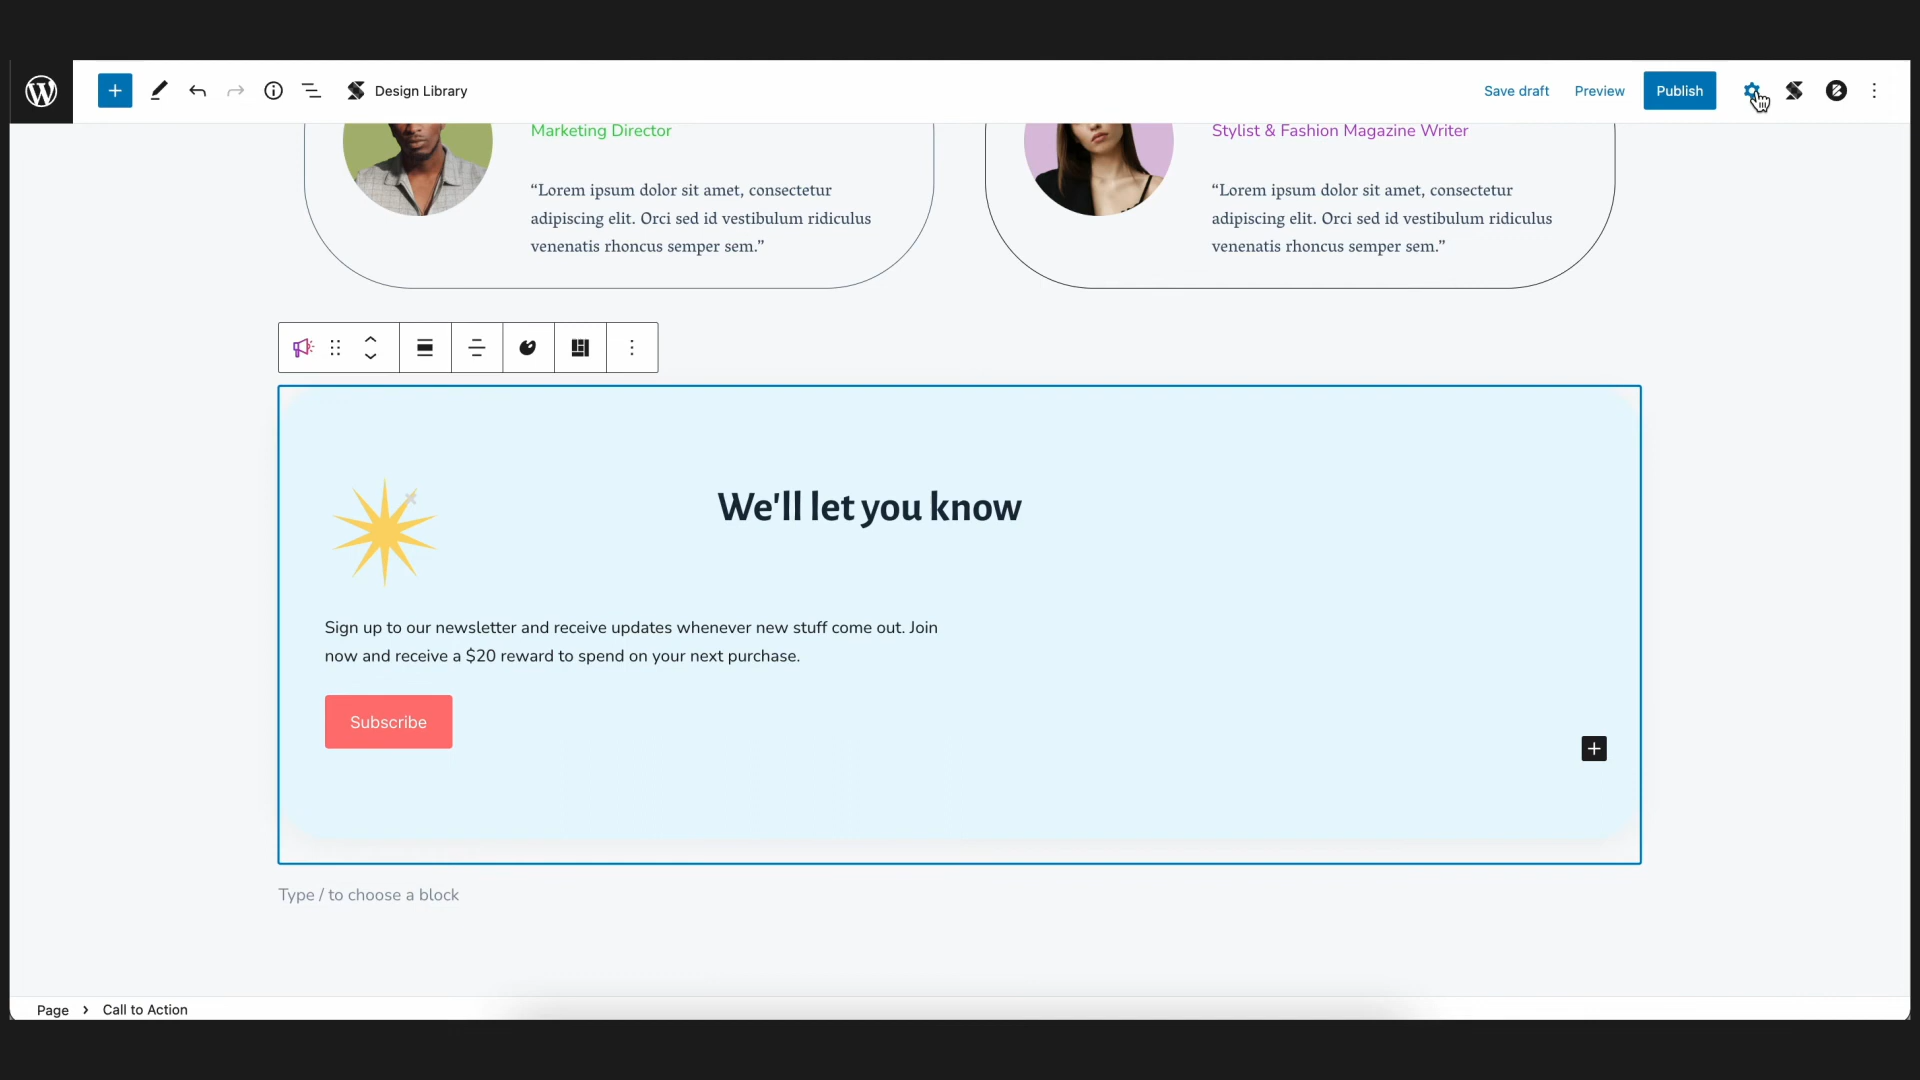 Design Library
Save draft
Preview
Publish
Marketing Director
“Lorem ipsum dolor sit amet, consectetur
adipiscing elit. Orci sed id vestibulum ridiculus
venenatis rhoncus semper sem.”
Stylist & Fashion Magazine Writer
“Lorem ipsum dolor sit amet, consectetur
adipiscing elit. Orci sed id vestibulum ridiculus
venenatis rhoncus semper sem.”
We'll let you know
Sign up to our newsletter and receive updates whenever new stuff come out. Join
now and receive a $20 reward to spend on your next purchase.
Subscribe
Type / to choose a block
Page › Call to Action